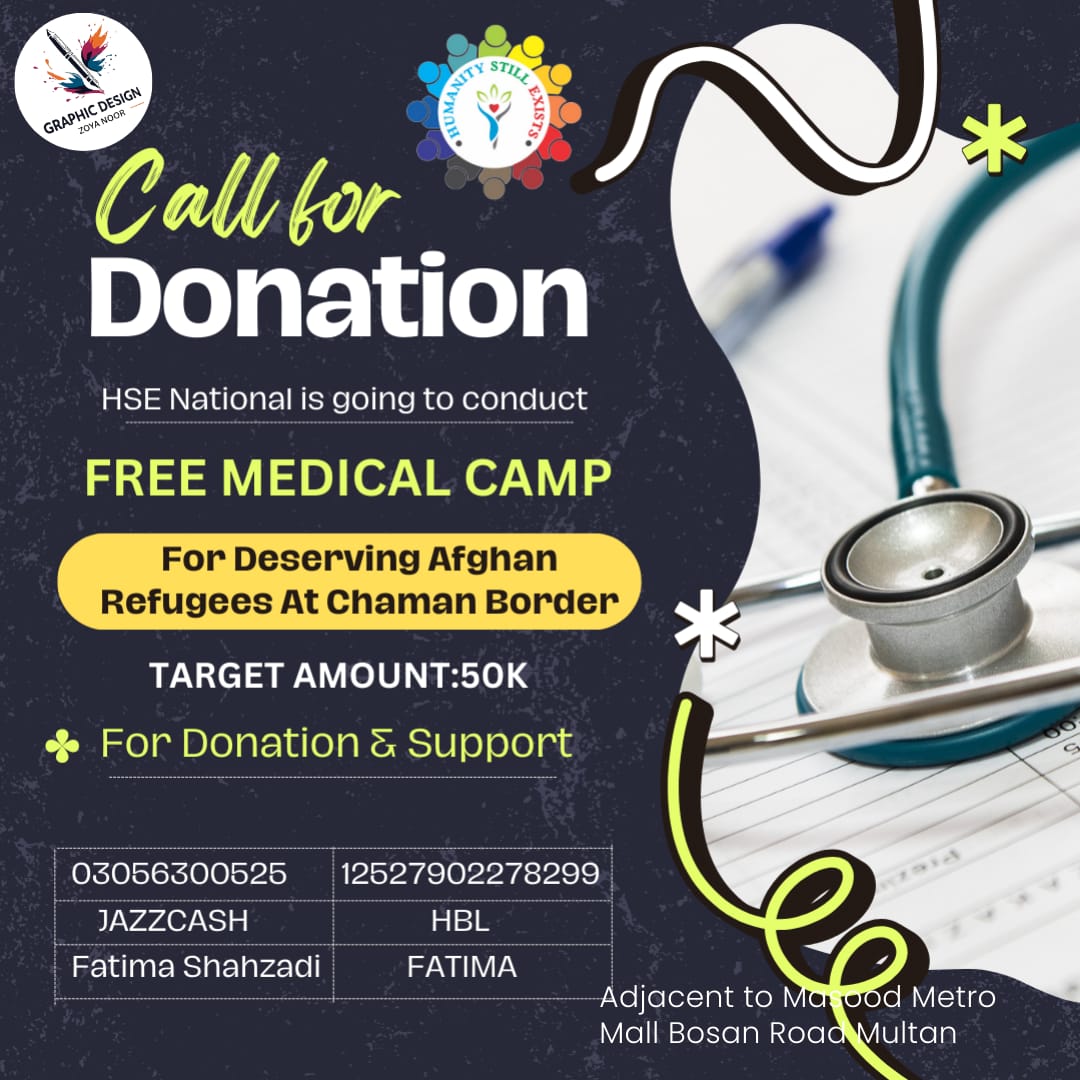 GRAPHIC DESIGN
ZOYA NOOR
HUMANITY STILL EXISTS
Call for
Donation
HSE National is going to conduct
FREE MEDICAL CAMP
For Deserving Afghan
Refugees At Chaman Border
TARGET AMOUNT:50K
For Donation & Support
03056300525 12527902278299
JAZZCASH HBL
Fatima Shahzadi FATIMA
Adjacent to Masood Metro
Mall Bosan Road Multan